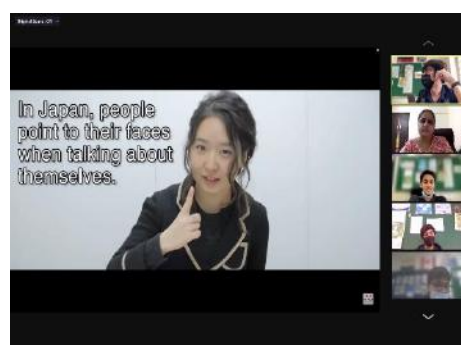 In Japan, people
point to their faces
when talking about
themselves.